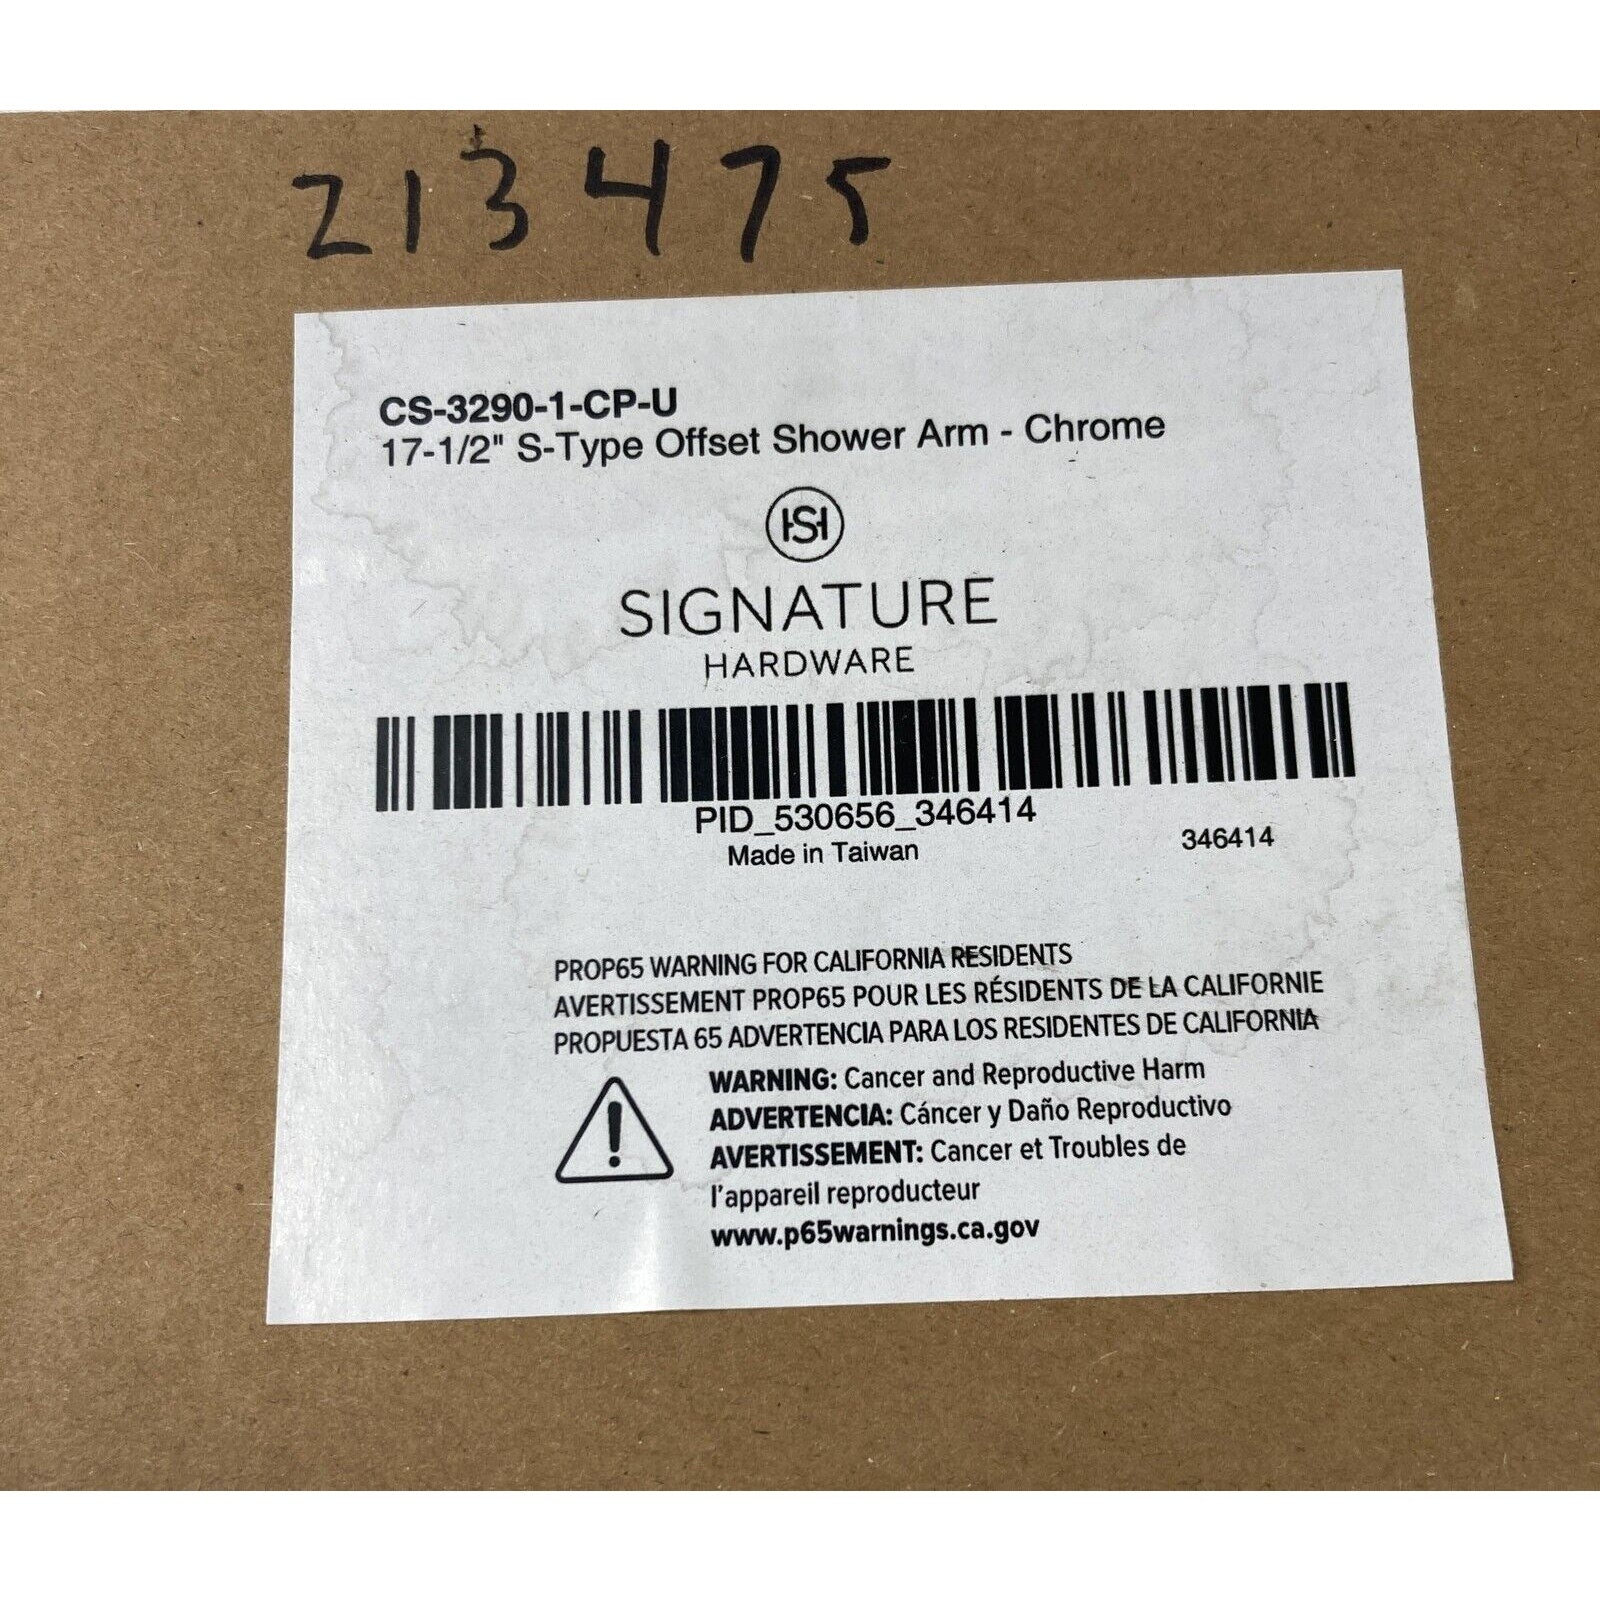 213475
CS-3290-1-CP-U
17-1/2" S-Type Offset Shower Arm - Chrome
HSH
SIGNATURE
HARDWARE
PID_530656_346414
Made in Taiwan
346414
PROP65 WARNING FOR CALIFORNIA RESIDENTS
AVERTISSEMENT PROP65 POUR LES RÉSIDENTS DE LA CALIFORNIE
PROPUESTA 65 ADVERTENCIA PARA LOS RESIDENTES DE CALIFORNIA
WARNING: Cancer and Reproductive Harm
ADVERTENCIA: Cáncer y Daño Reproductivo
AVERTISSEMENT: Cancer et Troubles de
l'appareil reproducteur
www.p65warnings.ca.gov